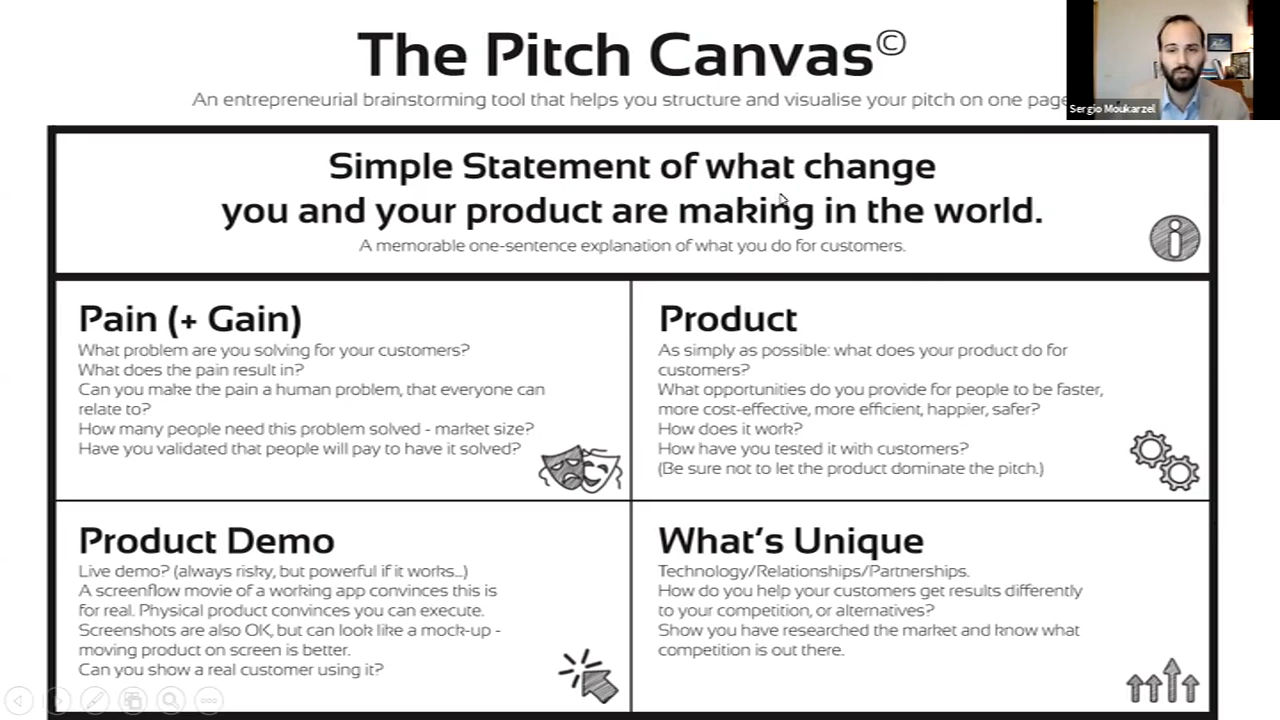 The Pitch Canvas©
An entrepreneurial brainstorming tool that helps you structure and visualise your pitch on one page
Sergio Moukarzel
Simple Statement of what change
you and your product are making in the world.
A memorable one-sentence explanation of what you do for customers.
Pain (+ Gain)
What problem are you solving for your customers?
What does the pain result in?
Can you make the pain a human problem, that everyone can
relate to?
How many people need this problem solved - market size?
Have you validated that people will pay to have it solved?
Product
As simply as possible: what does your product do for
customers?
What opportunities do you provide for people to be faster,
more cost-effective, more efficient, happier, safer?
How does it work?
How have you tested it with customers?
(Be sure not to let the product dominate the pitch.)
Product Demo
Live demo? (always risky, but powerful if it works...)
A screenflow movie of a working app convinces this is
for real. Physical product convinces you can execute.
Screenshots are also OK, but can look like a mock-up -
moving product on screen is better.
Can you show a real customer using it?
What's Unique
Technology/Relationships/Partnerships.
How do you help your customers get results differently
to your competition, or alternatives?
Show you have researched the market and know what
competition is out there.